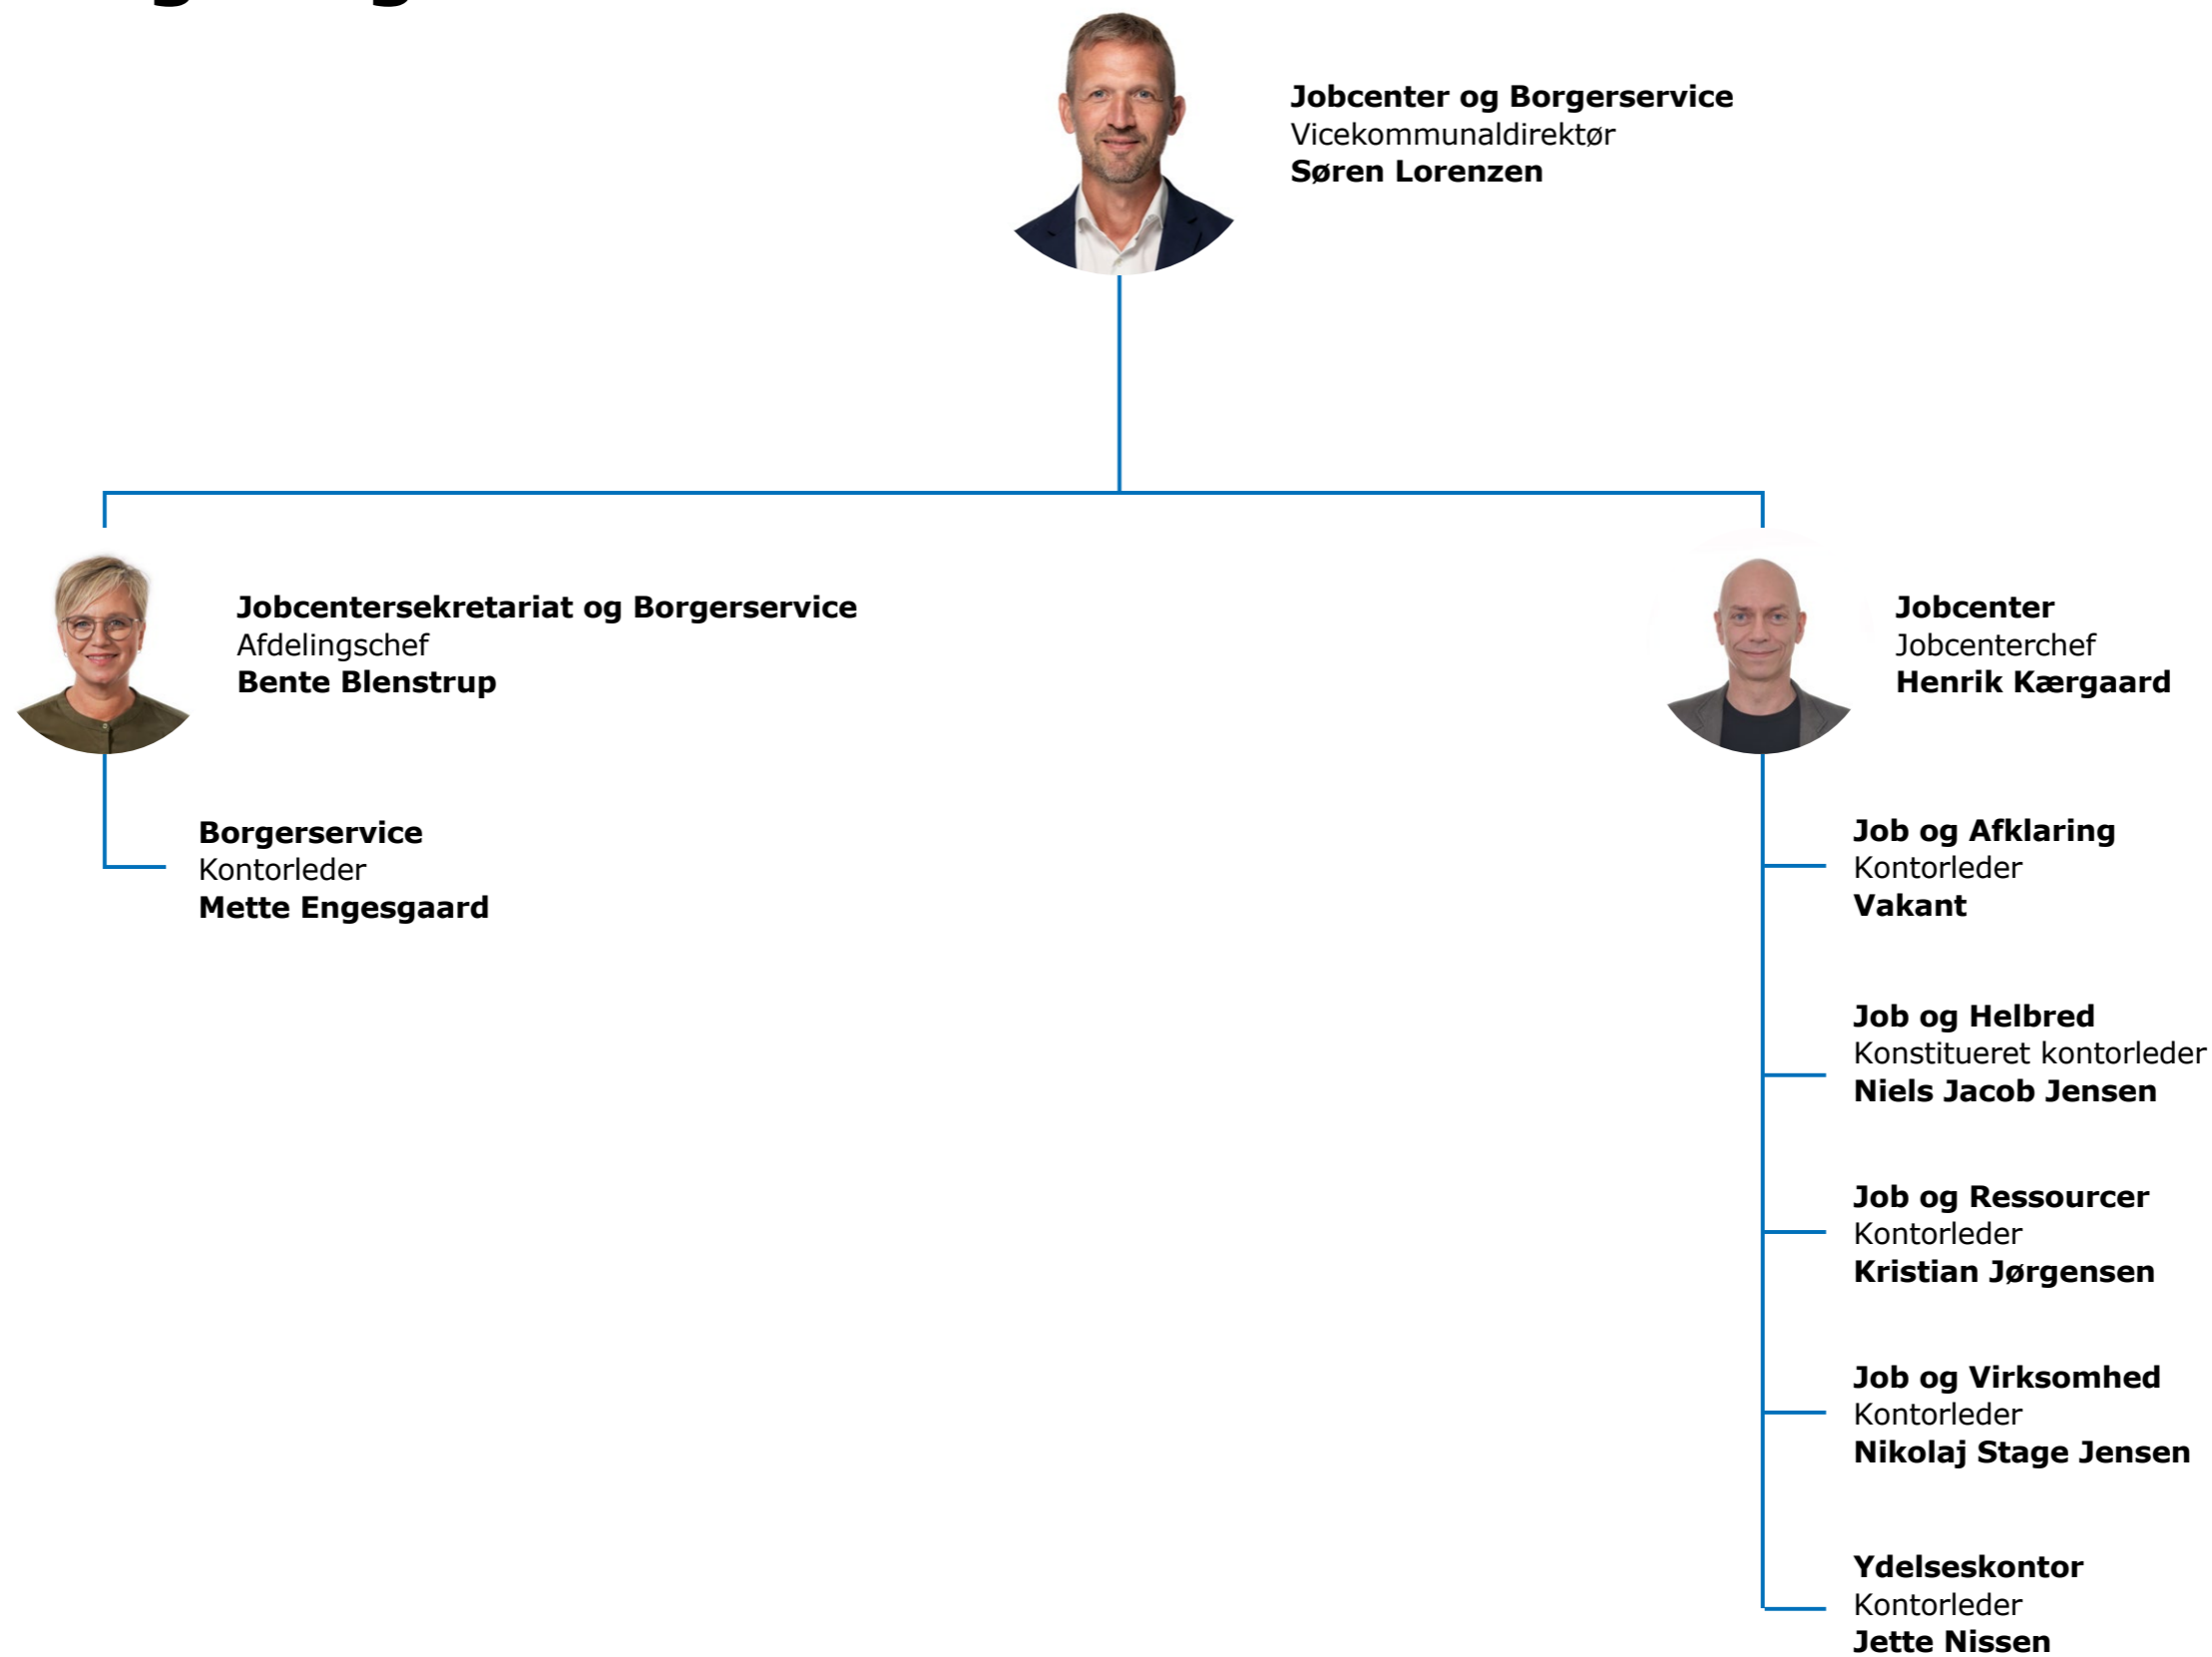 Jobcenter og Borgerservice
Vicekommunaldirektør
Søren Lorenzen
Jobcentersekretariat og Borgerservice
Afdelingschef
Bente Blenstrup
Borgerservice
Kontorleder
Mette Engesgaard
Jobcenter
Jobcenterchef
Henrik Kærgaard
Job og Afklaring
Kontorleder
Vakant
Job og Helbred
Konstitueret kontorleder
Niels Jacob Jensen
Job og Ressourcer
Kontorleder
Kristian Jørgensen
Job og Virksomhed
Kontorleder
Nikolaj Stage Jensen
Ydelseskontor
Kontorleder
Jette Nissen